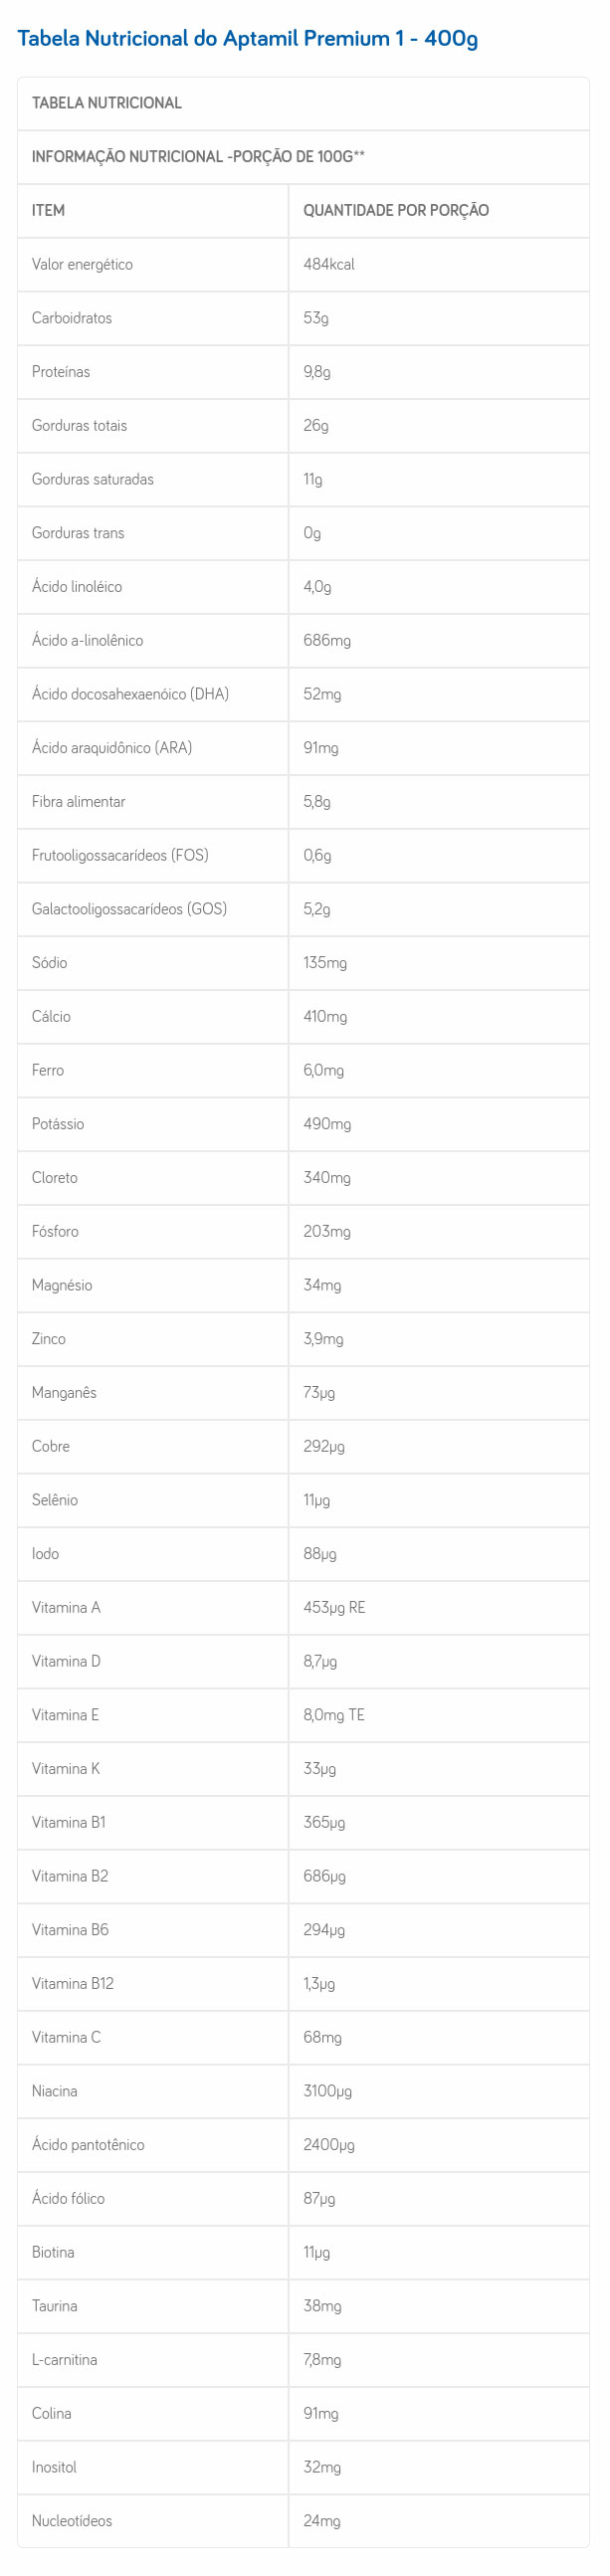 Tabela Nutricional do Aptamil Premium 1 - 400g
TABELA NUTRICIONAL
INFORMAÇÃO NUTRICIONAL -PORÇÃO DE 100G**
ITEM QUANTIDADE POR PORÇÃO
Valor energético 484kcal
Carboidratos 53g
Proteínas 9,8g
Gorduras totais 26g
Gorduras saturadas 11g
Gorduras trans 0g
Ácido linoléico 4,0g
Ácido a-linolênico 686mg
Ácido docosahexaenóico (DHA) 52mg
Ácido araquidônico (ARA) 91mg
Fibra alimentar 5,8g
Frutooligossacarídeos (FOS) 0,6g
Galactooligossacarídeos (GOS) 5,2g
Sódio 135mg
Cálcio 410mg
Ferro 6,0mg
Potássio 490mg
Cloreto 340mg
Fósforo 203mg
Magnésio 34mg
Zinco 3,9mg
Manganês 73µg
Cobre 292µg
Selênio 11µg
Iodo 88µg
Vitamina A 453µg RE
Vitamina D 8,7µg
Vitamina E 8,0mg TE
Vitamina K 33µg
Vitamina B1 365µg
Vitamina B2 686µg
Vitamina B6 294µg
Vitamina B12 1,3µg
Vitamina C 68mg
Niacina 3100µg
Ácido pantotênico 2400µg
Ácido fólico 87µg
Biotina 11µg
Taurina 38mg
L-carnitina 7,8mg
Colina 91mg
Inositol 32mg
Nucleotídeos 24mg